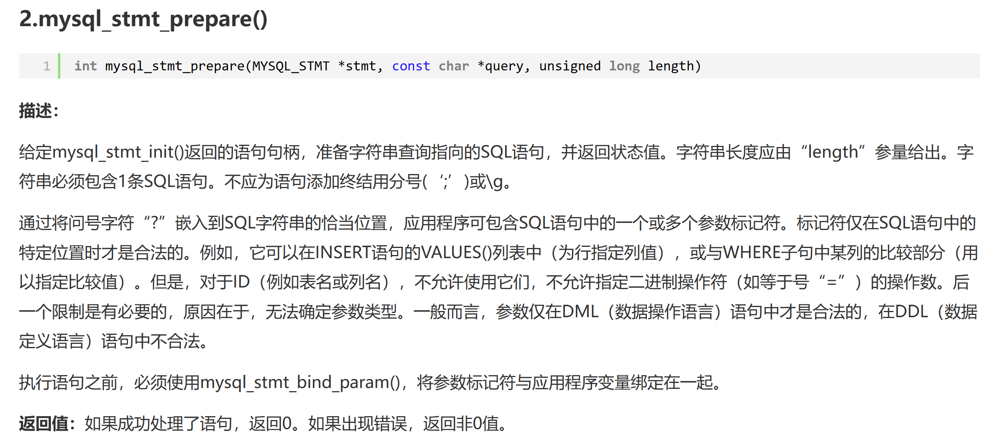 2.mysql_stmt_prepare()
1 int mysql_stmt_prepare(MYSQL_STMT *stmt, const char *query, unsigned long length)
描述：
给定mysql_stmt_init()返回的语句句柄，准备字符串查询指向的SQL语句，并返回状态值。字符串长度应由“length”参量给出。字
符串必须包含1条SQL语句。不应为语句添加终结用分号(‘;’)或\g。
通过将问号字符“?”嵌入到SQL字符串的恰当位置，应用程序可包含SQL语句中的一个或多个参数标记符。标记符仅在SQL语句中的
特定位置时才是合法的。例如，它可以在INSERT语句的VALUES()列表中（为行指定列值），或与WHERE子句中某列的比较部分（用
以指定比较值）。但是，对于ID（例如表名或列名），不允许使用它们，不允许指定二进制操作符（如等于号“=”）的操作数。后
一个限制是有必要的，原因在于，无法确定参数类型。一般而言，参数仅在DML（数据操作语言）语句中才是合法的，在DDL（数据
定义语言）语句中不合法。
执行语句之前，必须使用mysql_stmt_bind_param()，将参数标记符与应用程序变量绑定在一起。
返回值：如果成功处理了语句，返回0。如果出现错误，返回非0值。